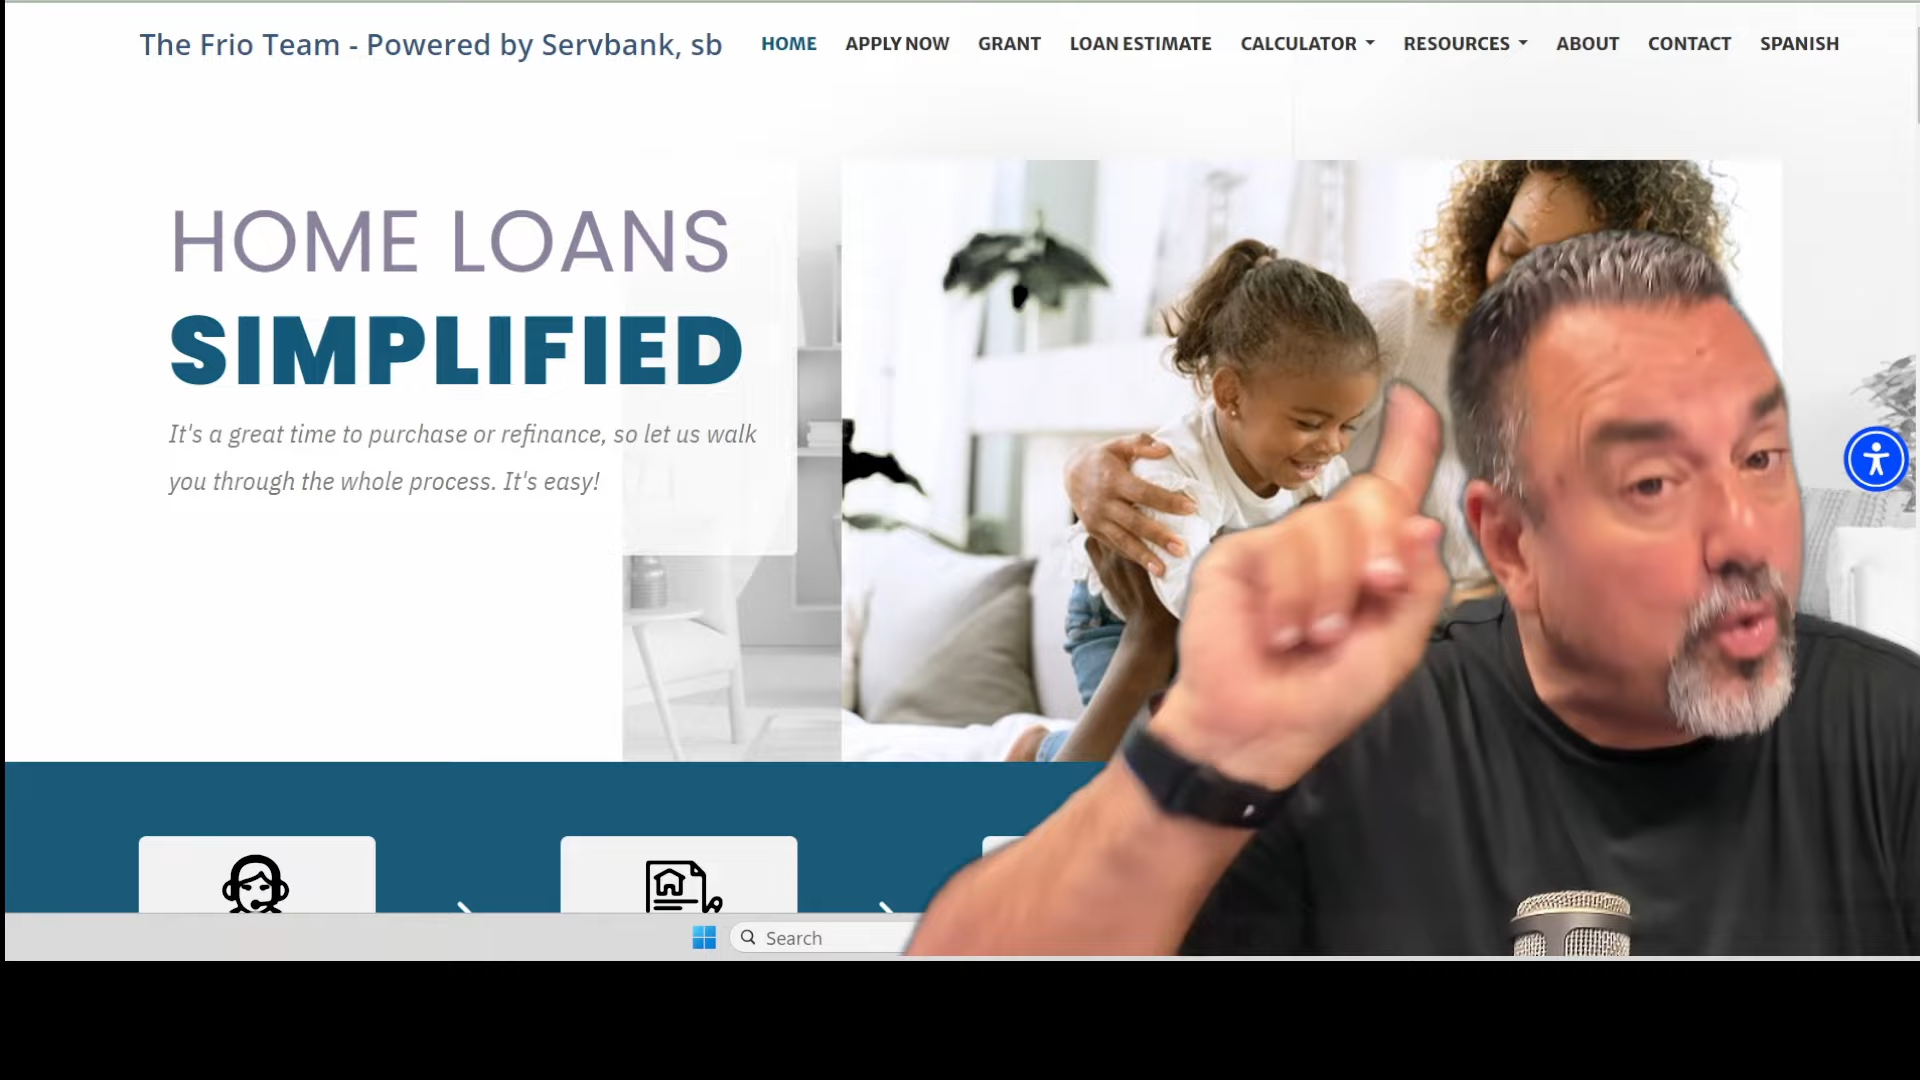 The Frio Team - Powered by Servbank, sb
HOME APPLY NOW GRANT LOAN ESTIMATE CALCULATOR RESOURCES ABOUT CONTACT SPANISH
HOME LOANS
SIMPLIFIED
It's a great time to purchase or refinance, so let us walk
you through the whole process. It's easy!
Search